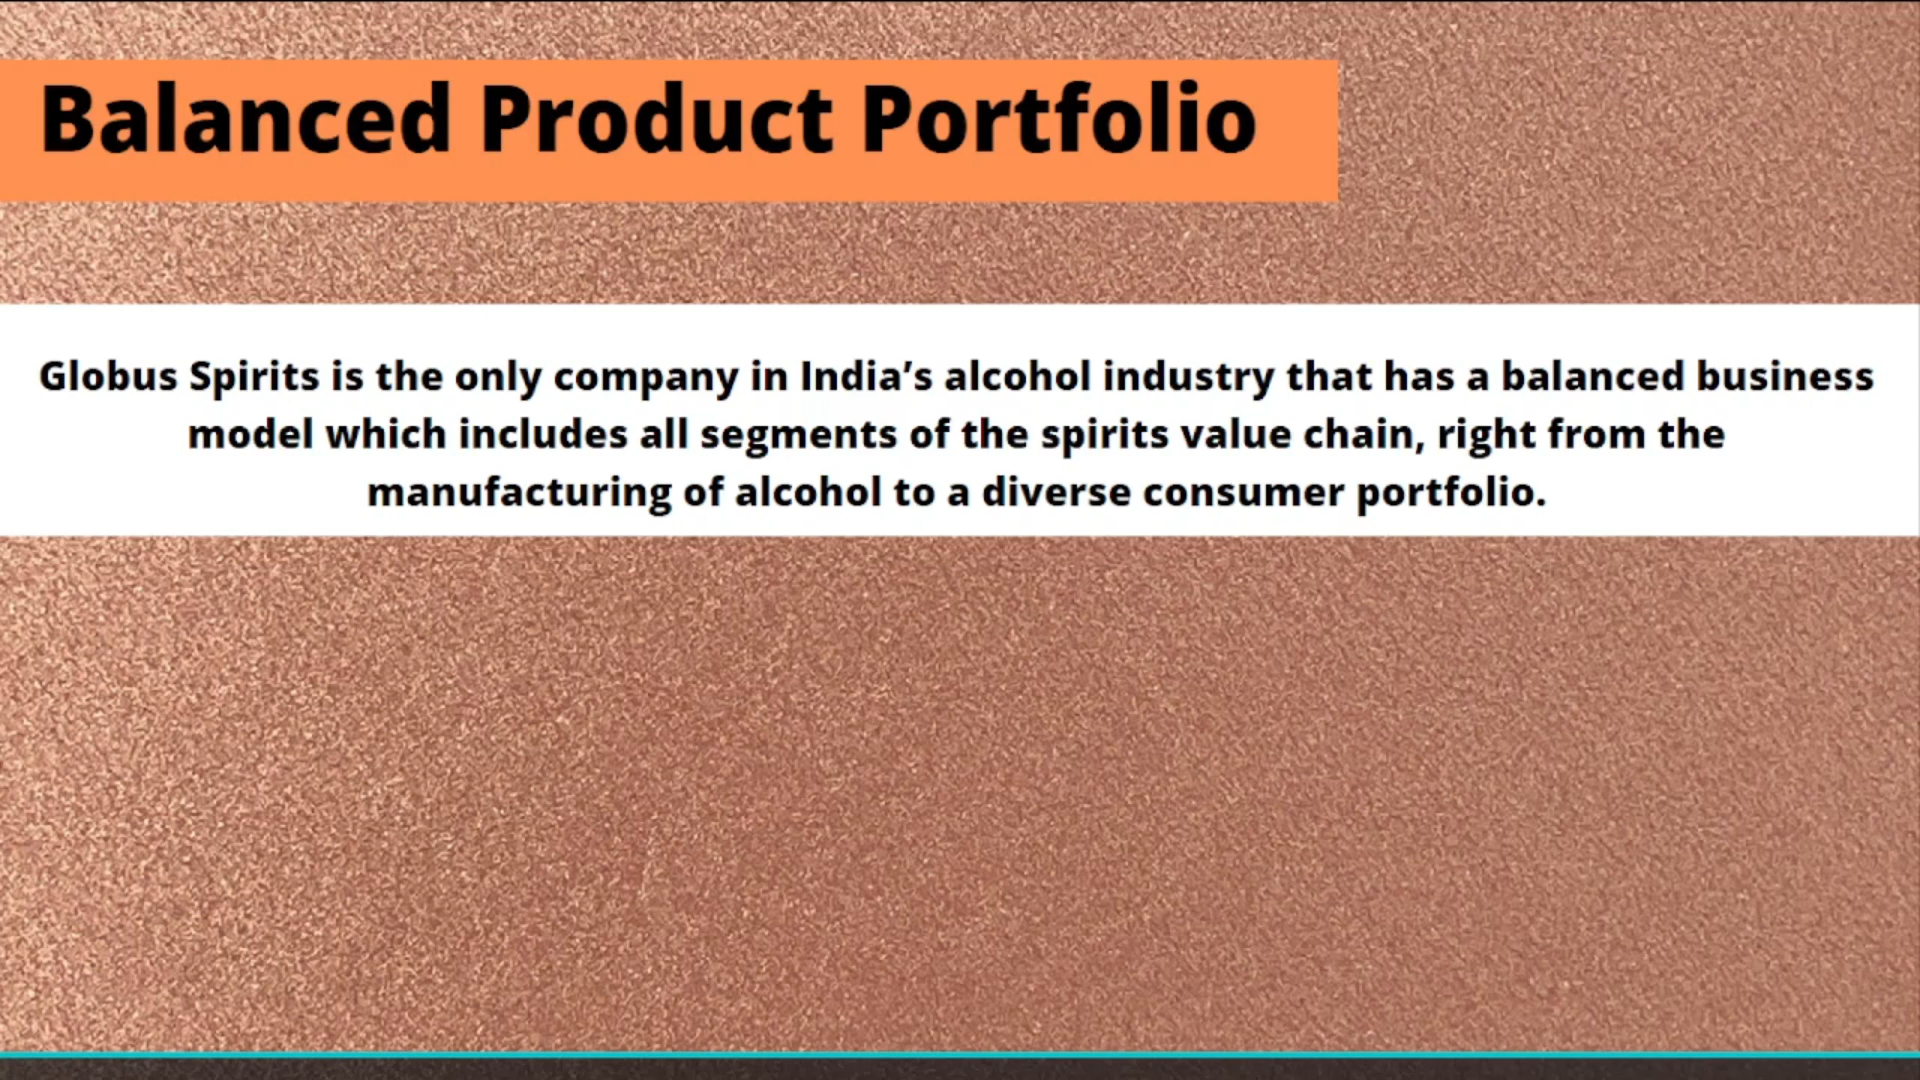 Balanced Product Portfolio
Globus Spirits is the only company in India’s alcohol industry that has a balanced business
model which includes all segments of the spirits value chain, right from the
manufacturing of alcohol to a diverse consumer portfolio.